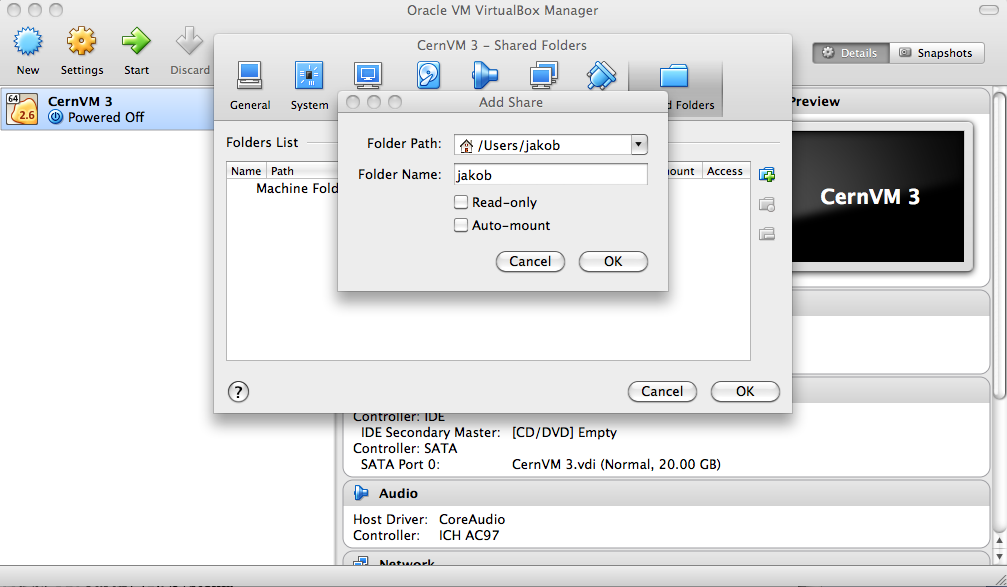 Oracle VM VirtualBox Manager
New
Settings
Start
Discard
Details
Snapshots
64
2.6
CernVM 3
Powered Off
CernVM 3 – Shared Folders
General
System
d Folders
Add Share
Folder Path:
/Users/jakob
Folder Name:
jakob
Read-only
Auto-mount
Cancel
OK
Folders List
Name
Path
ount
Access
Machine Fold
?
Cancel
OK
Preview
CernVM 3
Controller: IDE
IDE Secondary Master: [CD/DVD] Empty
Controller: SATA
SATA Port 0: CernVM 3.vdi (Normal, 20.00 GB)
Audio
Host Driver: CoreAudio
Controller: ICH AC97
Network